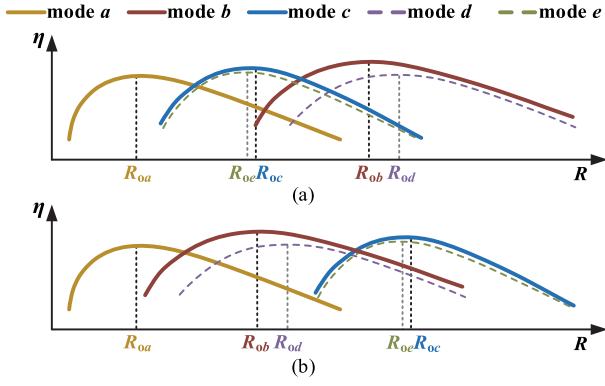 mode a mode b mode c mode d mode e
η
Roa Roe Roc Rob Rod R
(a)
η
Roa Rob Rod Roe Roc R
(b)